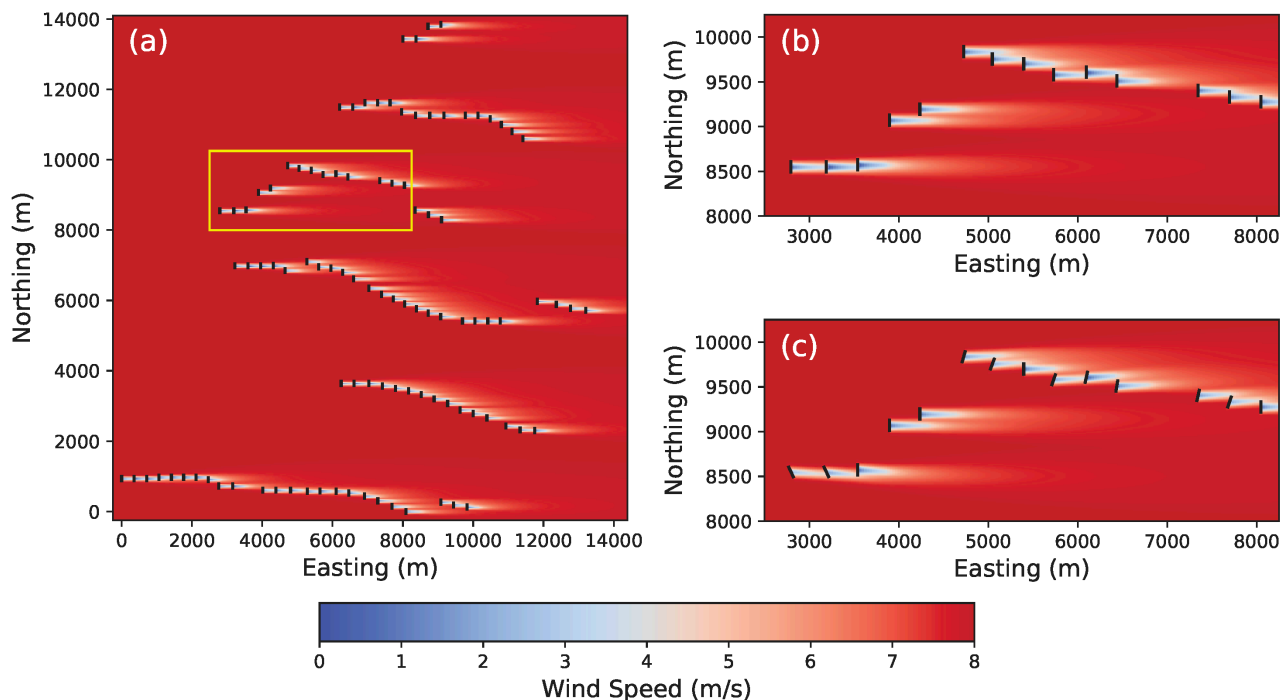 (a)
14000
12000
10000
8000
6000
4000
2000
0
Northing (m)
0 2000 4000 6000 8000 10000 12000 14000
Easting (m)
(b)
10000
9500
9000
8500
8000
Northing (m)
3000 4000 5000 6000 7000 8000
Easting (m)
(c)
10000
9500
9000
8500
8000
Northing (m)
3000 4000 5000 6000 7000 8000
Easting (m)
0 1 2 3 4 5 6 7 8
Wind Speed (m/s)